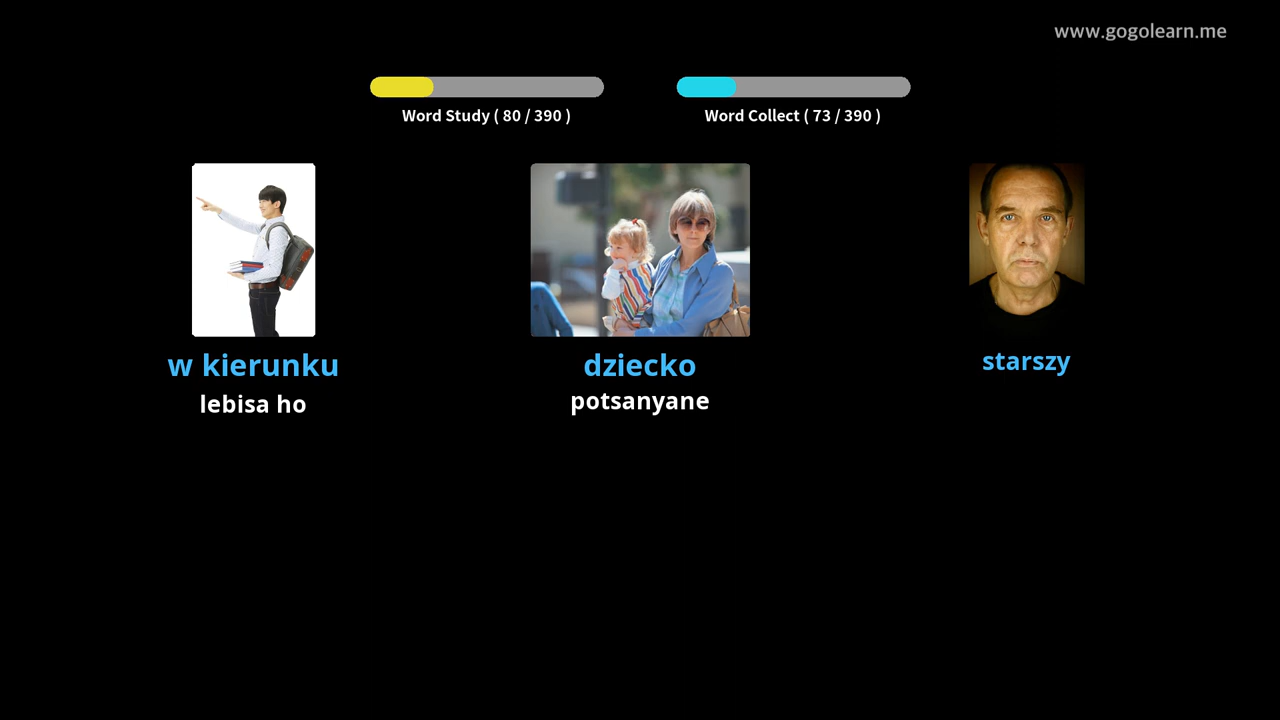 www.gogolearn.me
Word Study ( 80 / 390 )
Word Collect ( 73 / 390 )
w kierunku
lebisa ho
dziecko
potsanyane
starszy